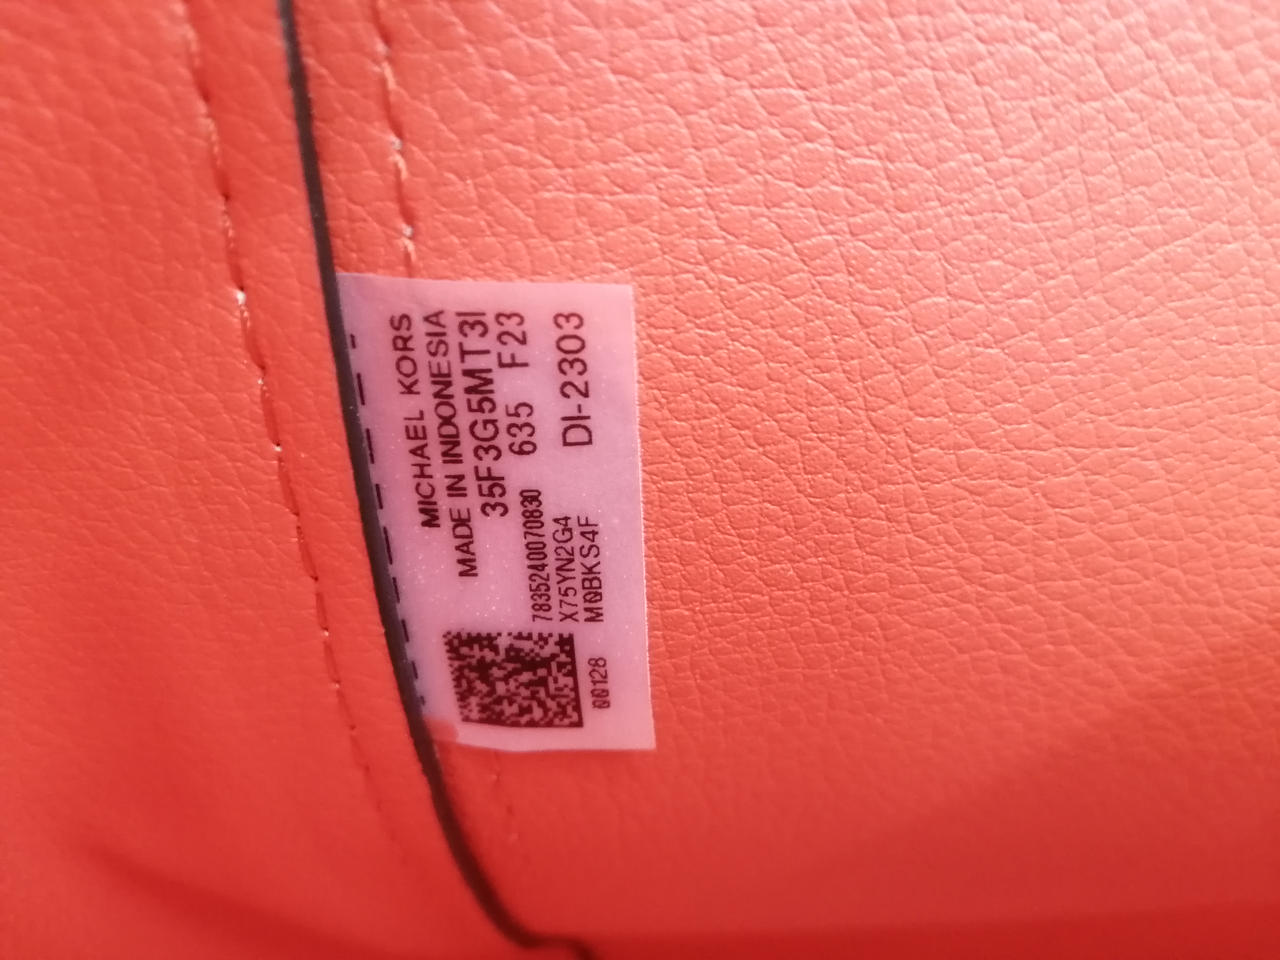 MICHAEL KORS
MADE IN INDONESIA
35F3G5MT3I
635 F23
7835240070830
X75YN2G4 DI-2303
M0BKS4F
00128